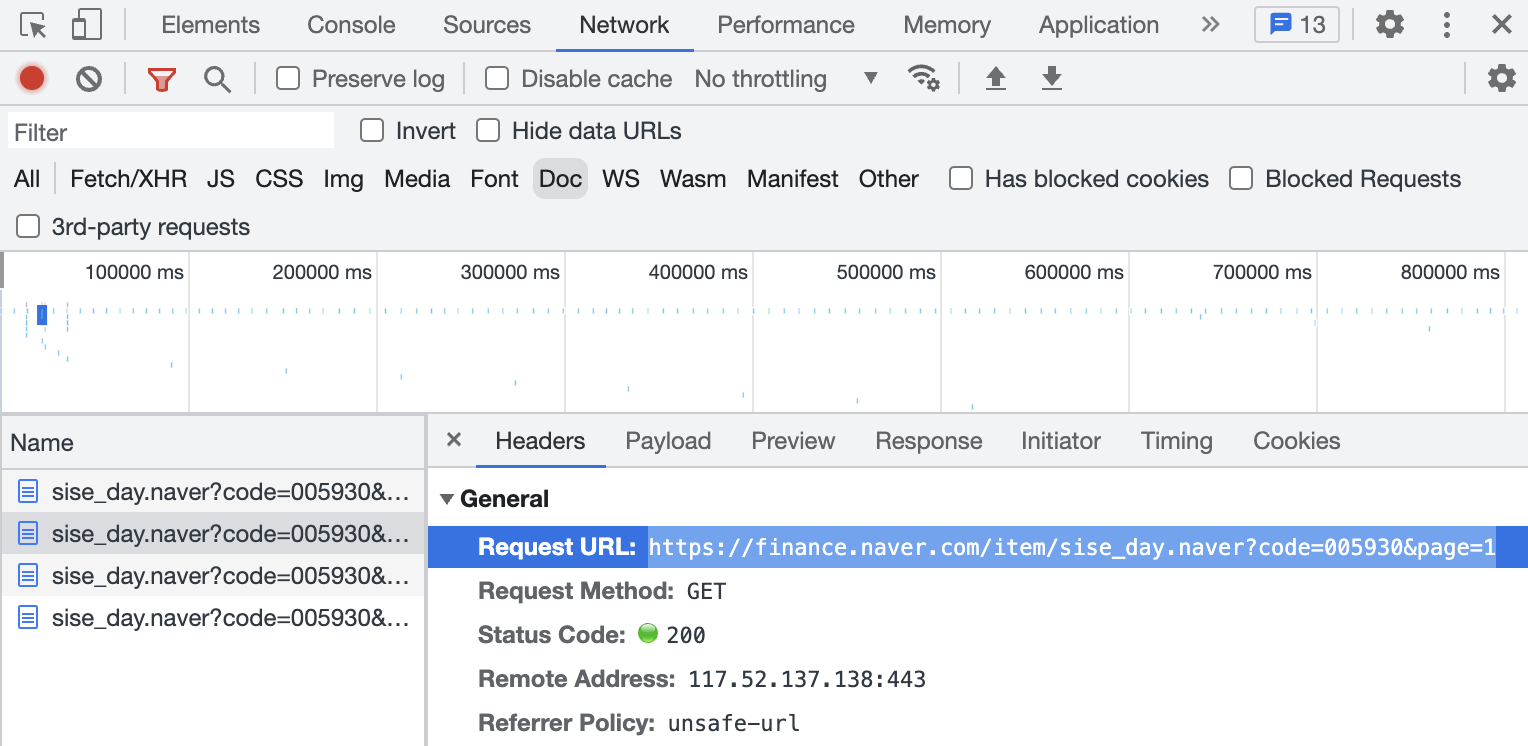 Elements Console Sources Network Performance Memory Application 13
Preserve log Disable cache No throttling
Filter Invert Hide data URLs
All Fetch/XHR JS CSS Img Media Font Doc WS Wasm Manifest Other Has blocked cookies Blocked Requests
3rd-party requests
100000 ms 200000 ms 300000 ms 400000 ms 500000 ms 600000 ms 700000 ms 800000 ms
Name
sise_day.naver?code=005930&...
sise_day.naver?code=005930&...
sise_day.naver?code=005930&...
sise_day.naver?code=005930&...
Headers Payload Preview Response Initiator Timing Cookies
General
Request URL: https://finance.naver.com/item/sise_day.naver?code=005930&page=1
Request Method: GET
Status Code: 200
Remote Address: 117.52.137.138:443
Referrer Policy: unsafe-url